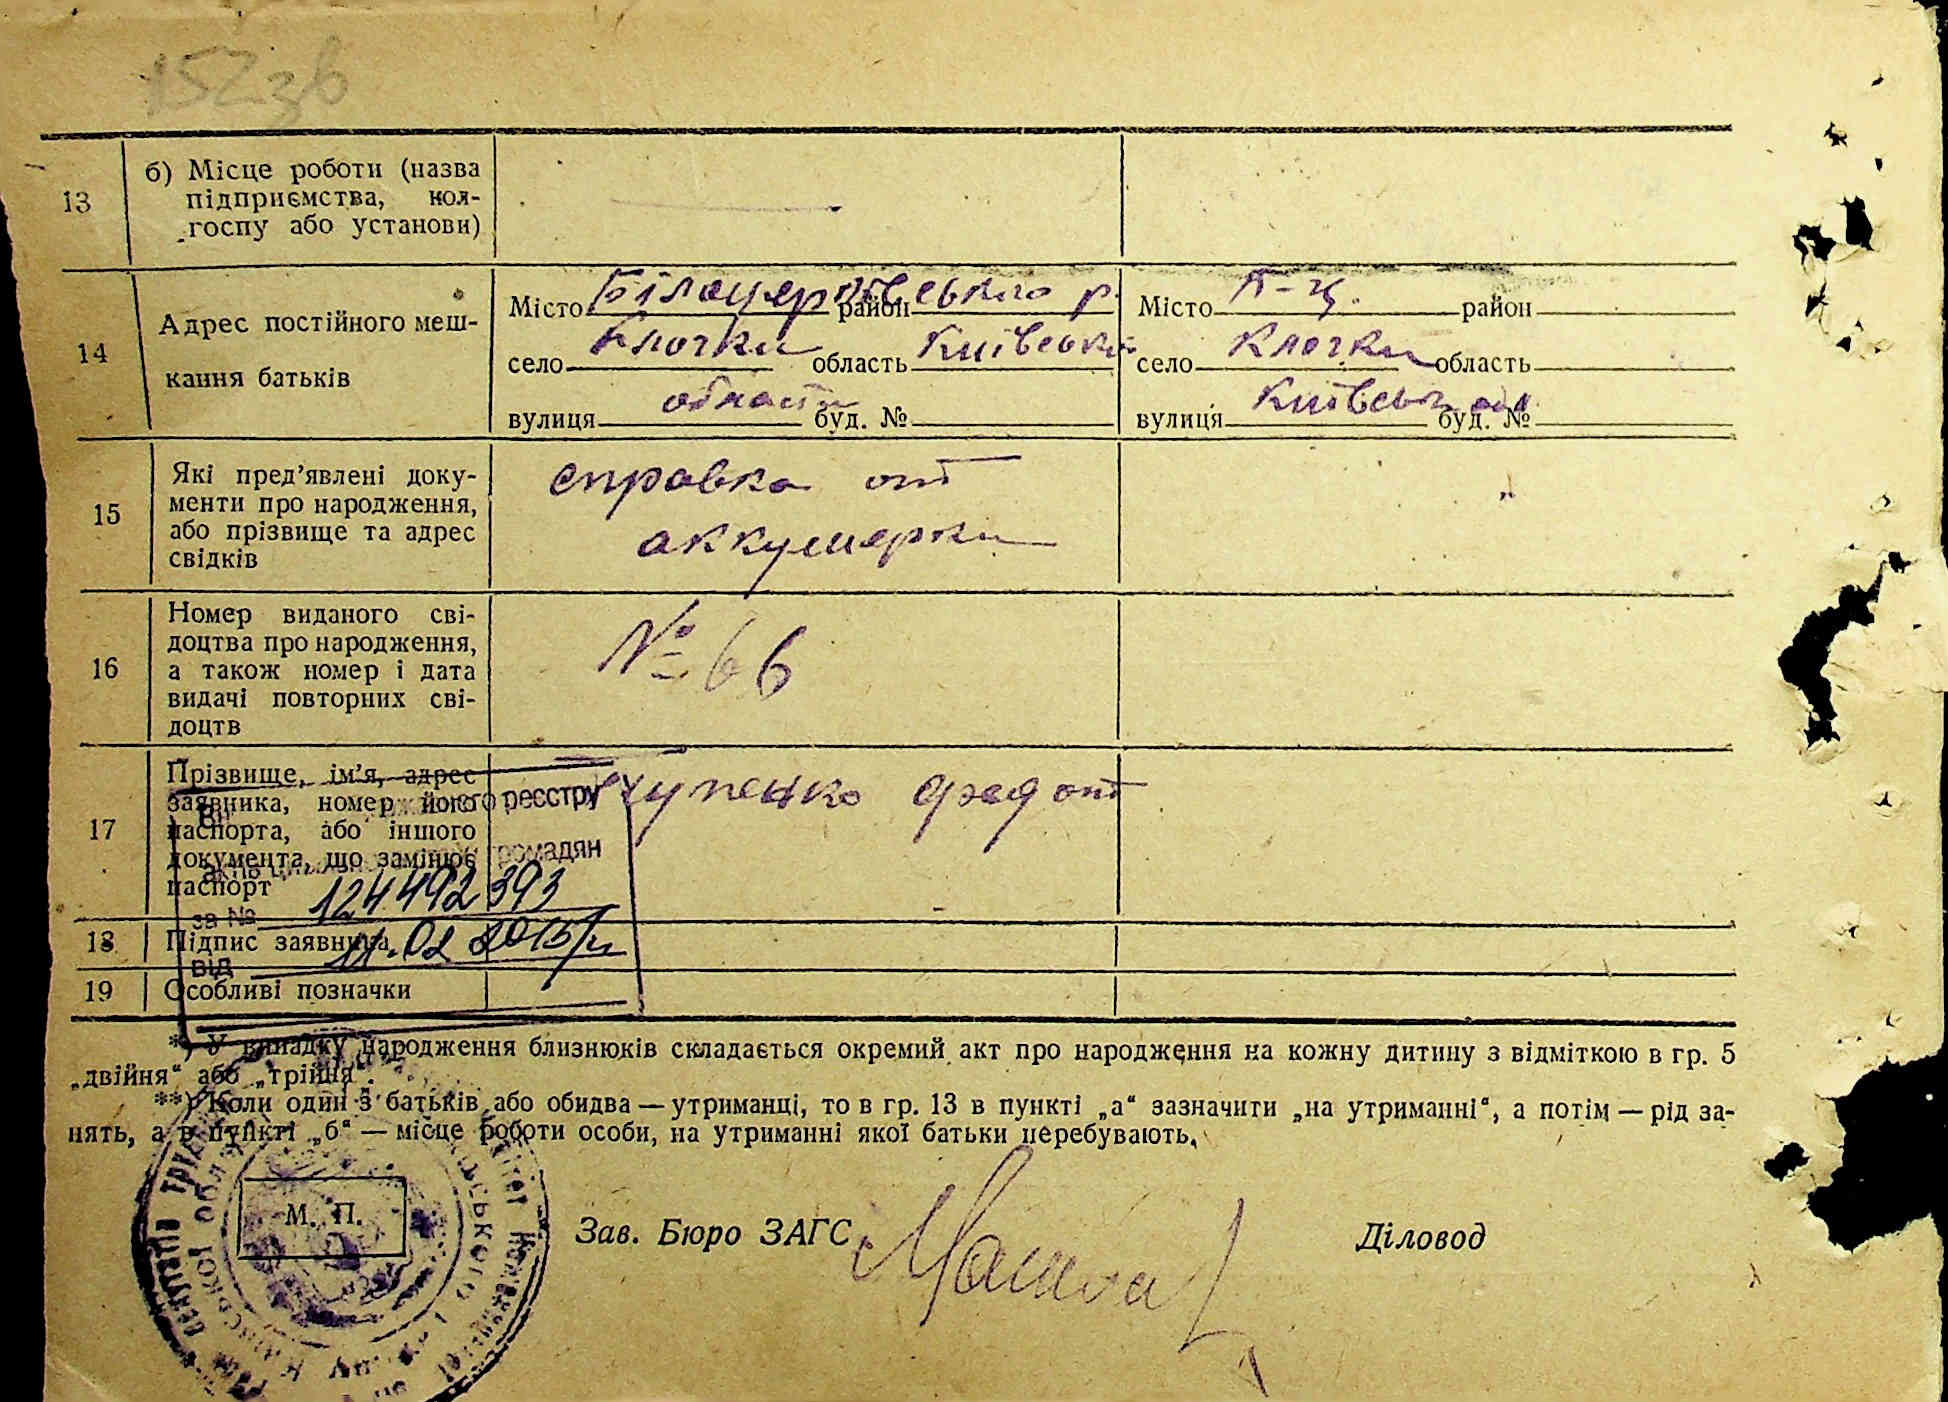 152зв
13
б) Місце роботи (назва
підприємства, кол-
госпу або установи)
14
Адрес постійного меш-
кання батьків
Місто Білоцерківського р. район
село Клочки область Київська
області
вулиця буд. №
Місто Б-Ц. район
село Клочки область
Київськ обл.
вулиця буд. №
15
Які пред’явлені доку-
менти про народження,
або прізвище та адрес
свідків
справка от
аккушерки
"
16
Номер виданого сві-
доцтва про народження,
а також номер і дата
видачі повторних сві-
доцтв
№ 66
17
Прізвище, ім’я, адрес
заявника, номер його
паспорта, або іншого
документа, що замінює
паспорт
Федот
реєстру
громадян
за № 124492393
від 11.02 2015
18
Підпис заявника
19
Особливі позначки
*) У випадку народження близнюків складається окремий акт про народження на кожну дитину з відміткою в гр. 5
„двійня“ або „трійня“.
**) Коли один з батьків або обидва — утриманці, то в гр. 13 в пункті „а“ зазначити „на утриманні“, а потім — рід за-
нять, а в пункті „б“ — місце роботи особи, на утриманні якої батьки перебувають.
М. П.
Зав. Бюро ЗАГС
Діловод